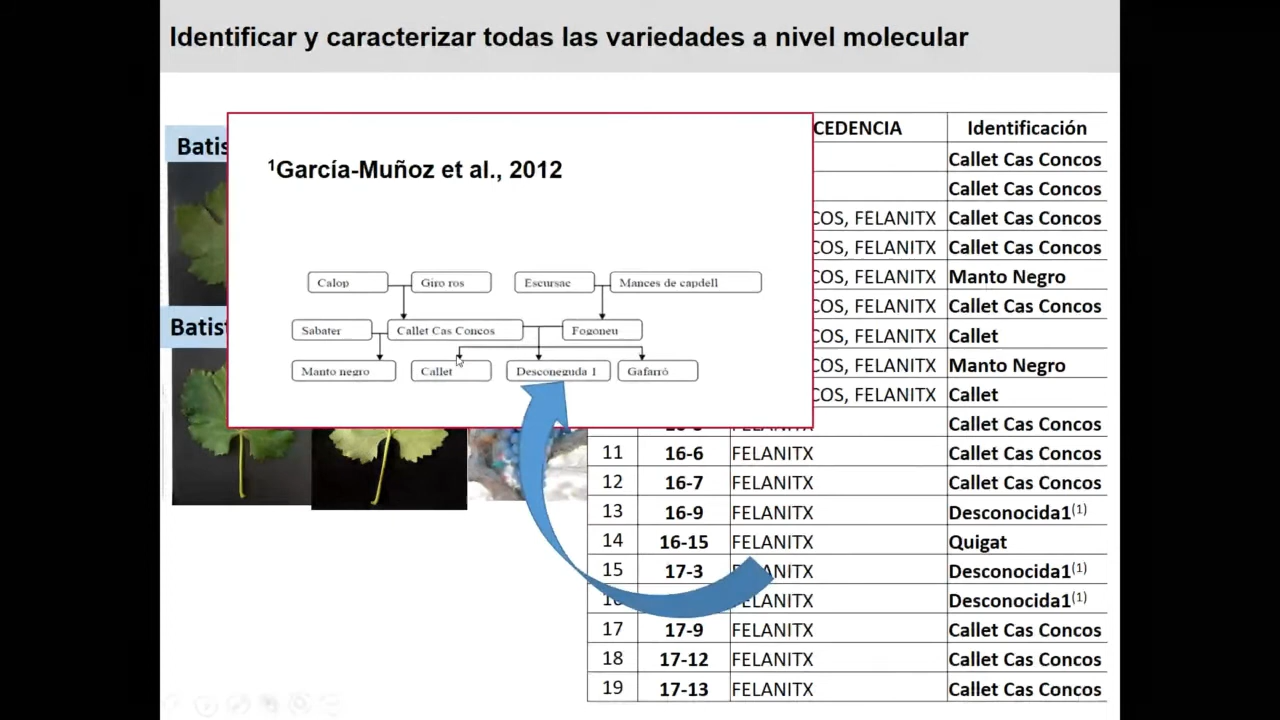 Identificar y caracterizar todas las variedades a nivel molecular
Batis
Batist
¹García-Muñoz et al., 2012
Calop Giro ros Escursac Mances de capdell
Sabater Callet Cas Concos Fogoneu
Manto negro Callet Desconeguda 1 Gafarró
CEDENCIA Identificación
Callet Cas Concos
Callet Cas Concos
COS, FELANITX Callet Cas Concos
COS, FELANITX Callet Cas Concos
COS, FELANITX Manto Negro
COS, FELANITX Callet Cas Concos
COS, FELANITX Callet
COS, FELANITX Manto Negro
COS, FELANITX Callet
FELANITX Callet Cas Concos
11 16-6 FELANITX Callet Cas Concos
12 16-7 FELANITX Callet Cas Concos
13 16-9 FELANITX Desconocida1⁽¹⁾
14 16-15 FELANITX Quigat
15 17-3 FELANITX Desconocida1⁽¹⁾
FELANITX Desconocida1⁽¹⁾
17 17-9 FELANITX Callet Cas Concos
18 17-12 FELANITX Callet Cas Concos
19 17-13 FELANITX Callet Cas Concos